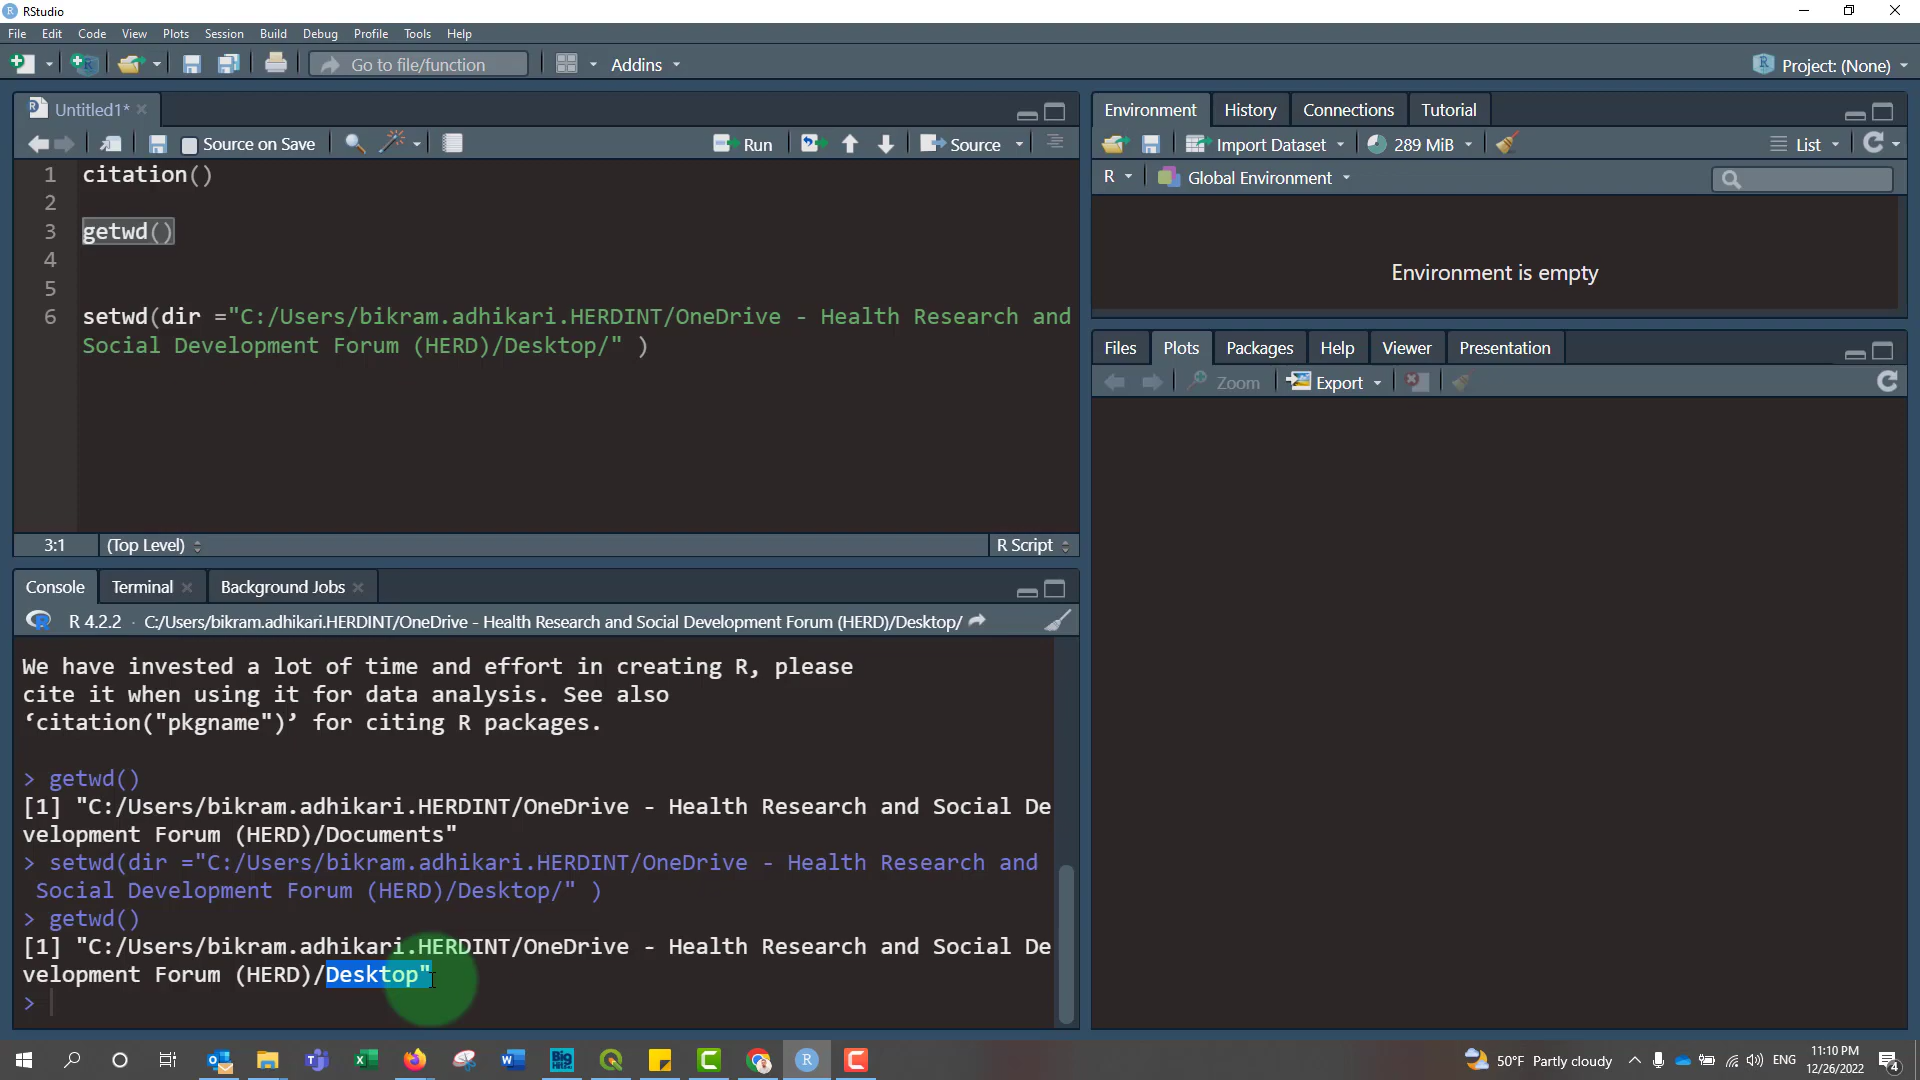 RStudio
File Edit Code View Plots Session Build Debug Profile Tools Help
Go to file/function Addins Project: (None)
Untitled1*
Source on Save Run Source
1 citation()
2
3 getwd()
4
5
6 setwd(dir ="C:/Users/bikram.adhikari.HERDINT/OneDrive - Health Research and
Social Development Forum (HERD)/Desktop/" )
3:1 (Top Level) R Script
Console Terminal Background Jobs
R 4.2.2 · C:/Users/bikram.adhikari.HERDINT/OneDrive - Health Research and Social Development Forum (HERD)/Desktop/
We have invested a lot of time and effort in creating R, please
cite it when using it for data analysis. See also
‘citation("pkgname")’ for citing R packages.
> getwd()
[1] "C:/Users/bikram.adhikari.HERDINT/OneDrive - Health Research and Social De
velopment Forum (HERD)/Documents"
> setwd(dir ="C:/Users/bikram.adhikari.HERDINT/OneDrive - Health Research and
Social Development Forum (HERD)/Desktop/" )
> getwd()
[1] "C:/Users/bikram.adhikari.HERDINT/OneDrive - Health Research and Social De
velopment Forum (HERD)/Desktop"
>
Environment History Connections Tutorial
Import Dataset 289 MiB List
R Global Environment
Environment is empty
Files Plots Packages Help Viewer Presentation
Zoom Export
50°F Partly cloudy ENG 11:10 PM
12/26/2022 4